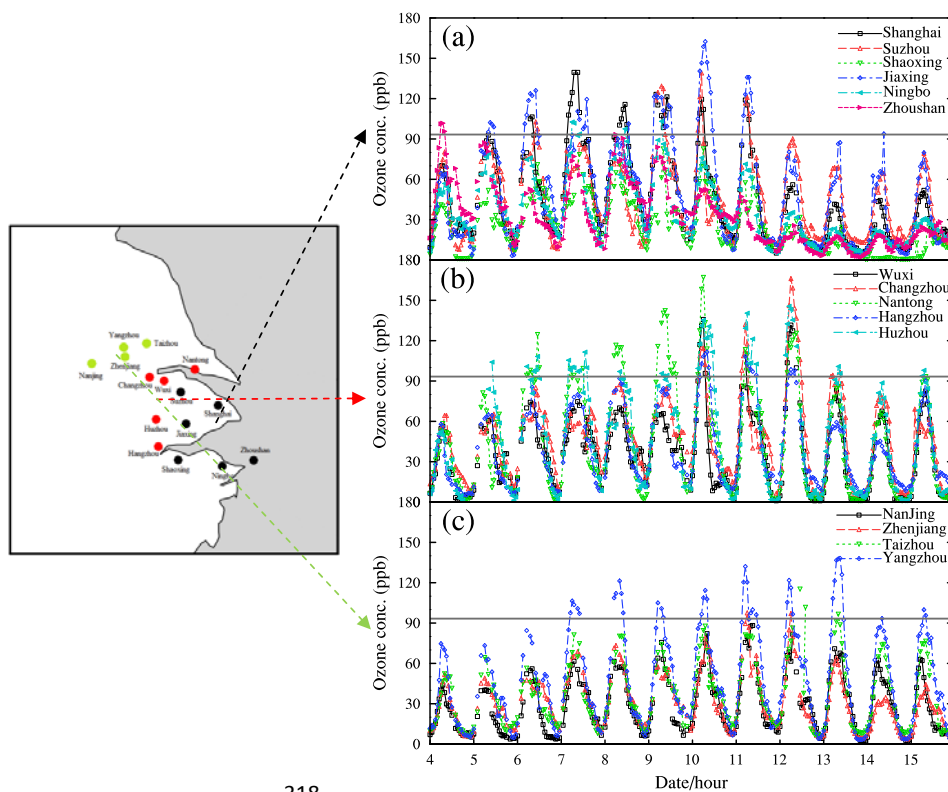 (a)
Shanghai
Suzhou
Shaoxing
Jiaxing
Ningbo
Zhoushan
180
150
120
90
60
30
180
Ozone conc. (ppb)
(b)
Wuxi
Changzhou
Nantong
Hangzhou
Huzhou
150
120
90
60
30
180
Ozone conc. (ppb)
(c)
NanJing
Zhenjiang
Taizhou
Yangzhou
150
120
90
60
30
0
Ozone conc. (ppb)
4 5 6 7 8 9 10 11 12 13 14 15
Date/hour
Yangzhou
Taizhou
Zhenjiang
Nanjing
Nantong
Changzhou
Wuxi
Shanghai
Jiaxing
Huzhou
Hangzhou
Shaoxing
Ningbo
Zhoushan